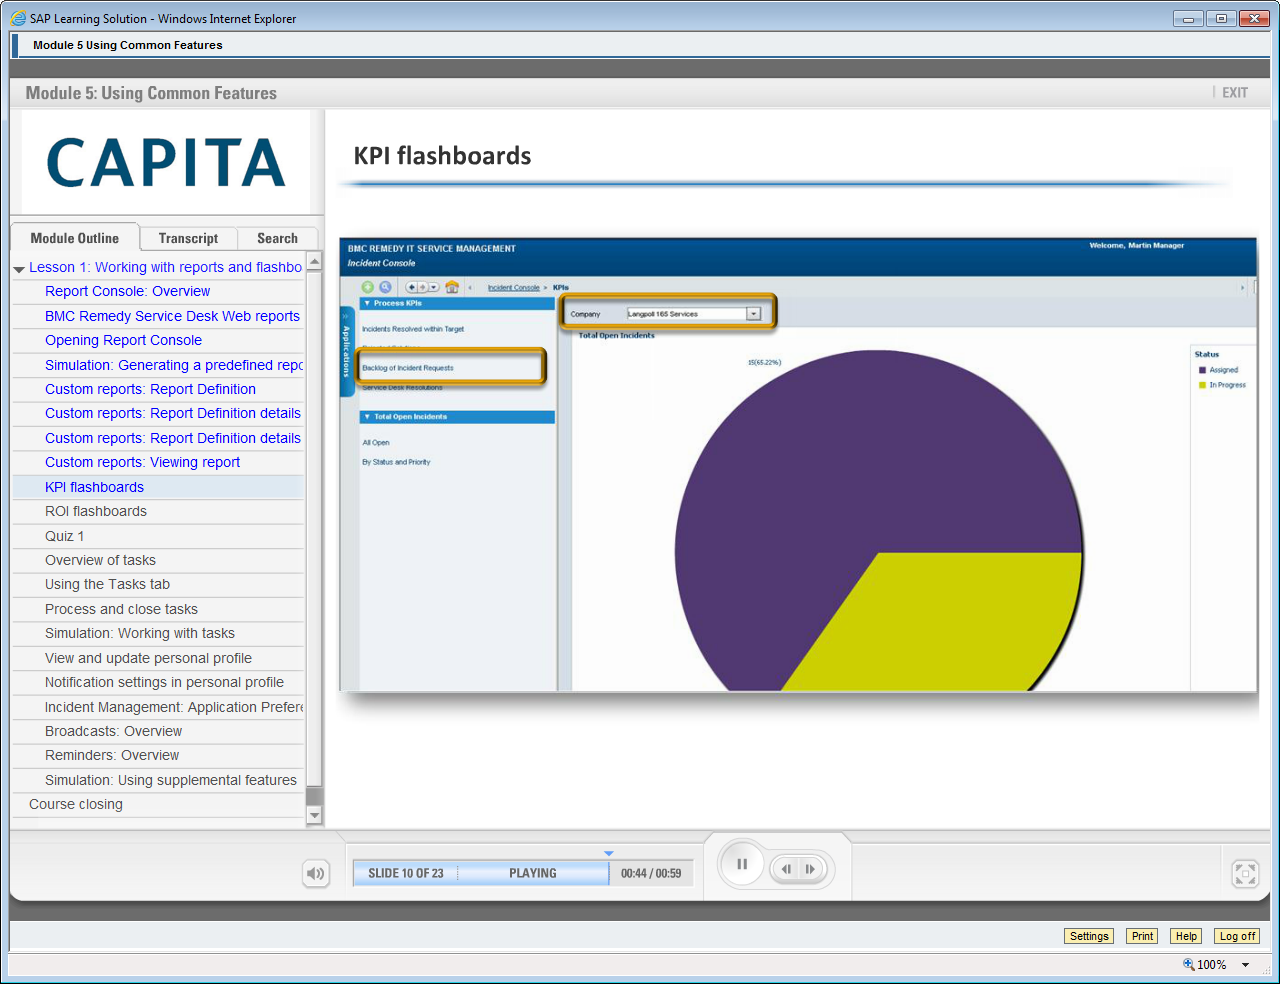 SAP Learning Solution - Windows Internet Explorer
Module 5 Using Common Features
Module 5: Using Common Features
EXIT
CAPITA
Module Outline
Transcript
Search
Lesson 1: Working with reports and flashbo
Report Console: Overview
BMC Remedy Service Desk Web reports
Opening Report Console
Simulation: Generating a predefined repo
Custom reports: Report Definition
Custom reports: Report Definition details
Custom reports: Report Definition details
Custom reports: Viewing report
KPI flashboards
ROI flashboards
Quiz 1
Overview of tasks
Using the Tasks tab
Process and close tasks
Simulation: Working with tasks
View and update personal profile
Notification settings in personal profile
Incident Management: Application Prefere
Broadcasts: Overview
Reminders: Overview
Simulation: Using supplemental features
Course closing
KPI flashboards
BMC REMEDY IT SERVICE MANAGEMENT
Welcome, Martin Manager
Incident Console
Incident Console > KPIs
Applications
Process KPIs
Incidents Resolved within Target
Backlog of Incident Requests
Service Desk Resolutions
Total Open Incidents
All Open
By Status and Priority
Company
Langpoll 165 Services
Total Open Incidents
15(65.22%)
Status
Assigned
In Progress
SLIDE 10 OF 23
PLAYING
00:44 / 00:59
Settings
Print
Help
Log off
100%